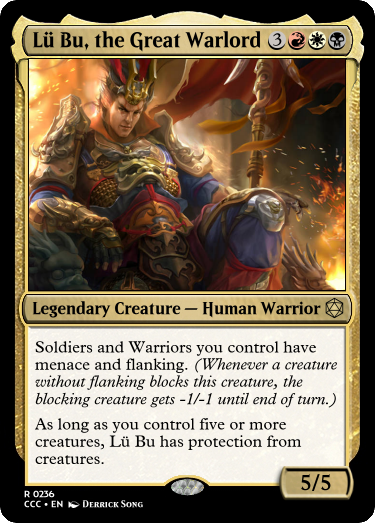 Lü Bu, the Great Warlord 3
Legendary Creature — Human Warrior
Soldiers and Warriors you control have
menace and flanking. (Whenever a creature
without flanking blocks this creature, the
blocking creature gets -1/-1 until end of turn.)
As long as you control five or more
creatures, Lü Bu has protection from
creatures.
5/5
R 0236
CCC • EN Derrick Song